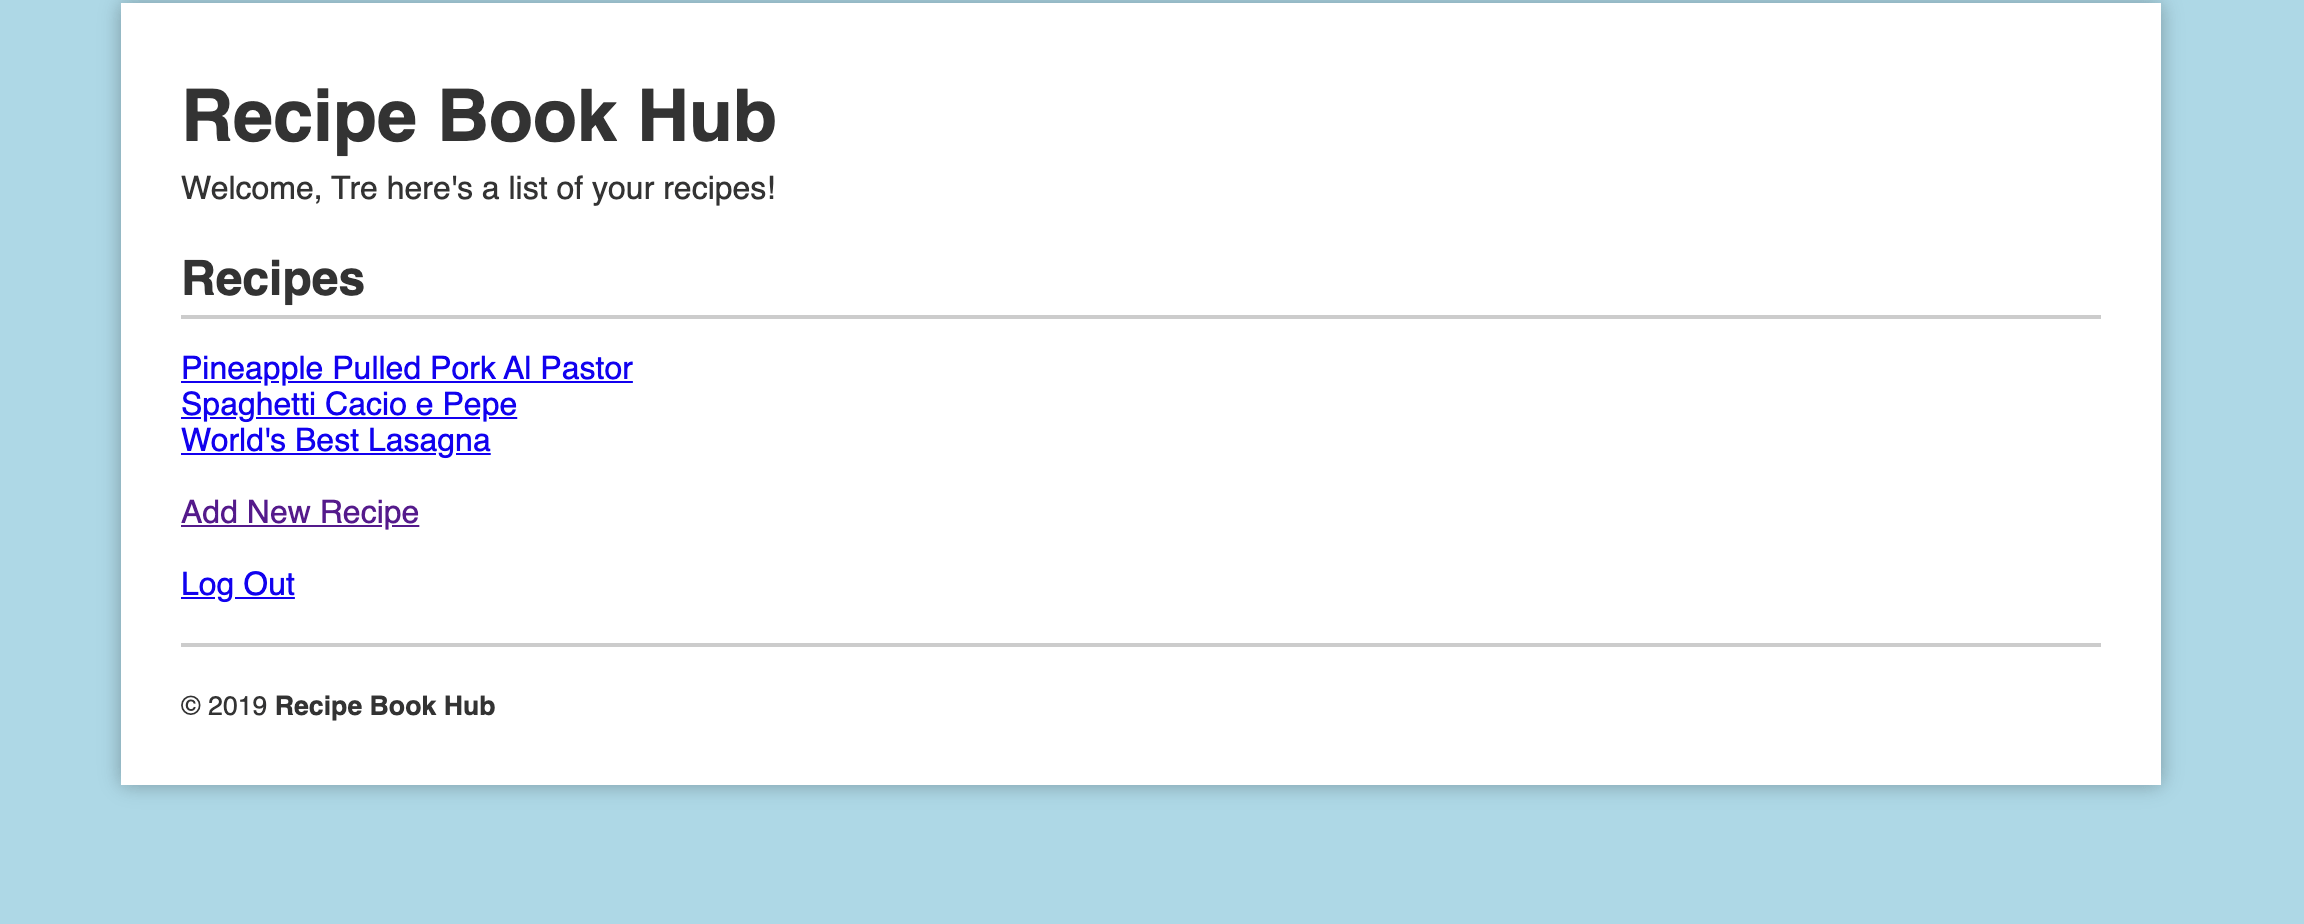 Recipe Book Hub
Welcome, Tre here's a list of your recipes!
Recipes
Pineapple Pulled Pork Al Pastor
Spaghetti Cacio e Pepe
World's Best Lasagna
Add New Recipe
Log Out
© 2019 Recipe Book Hub